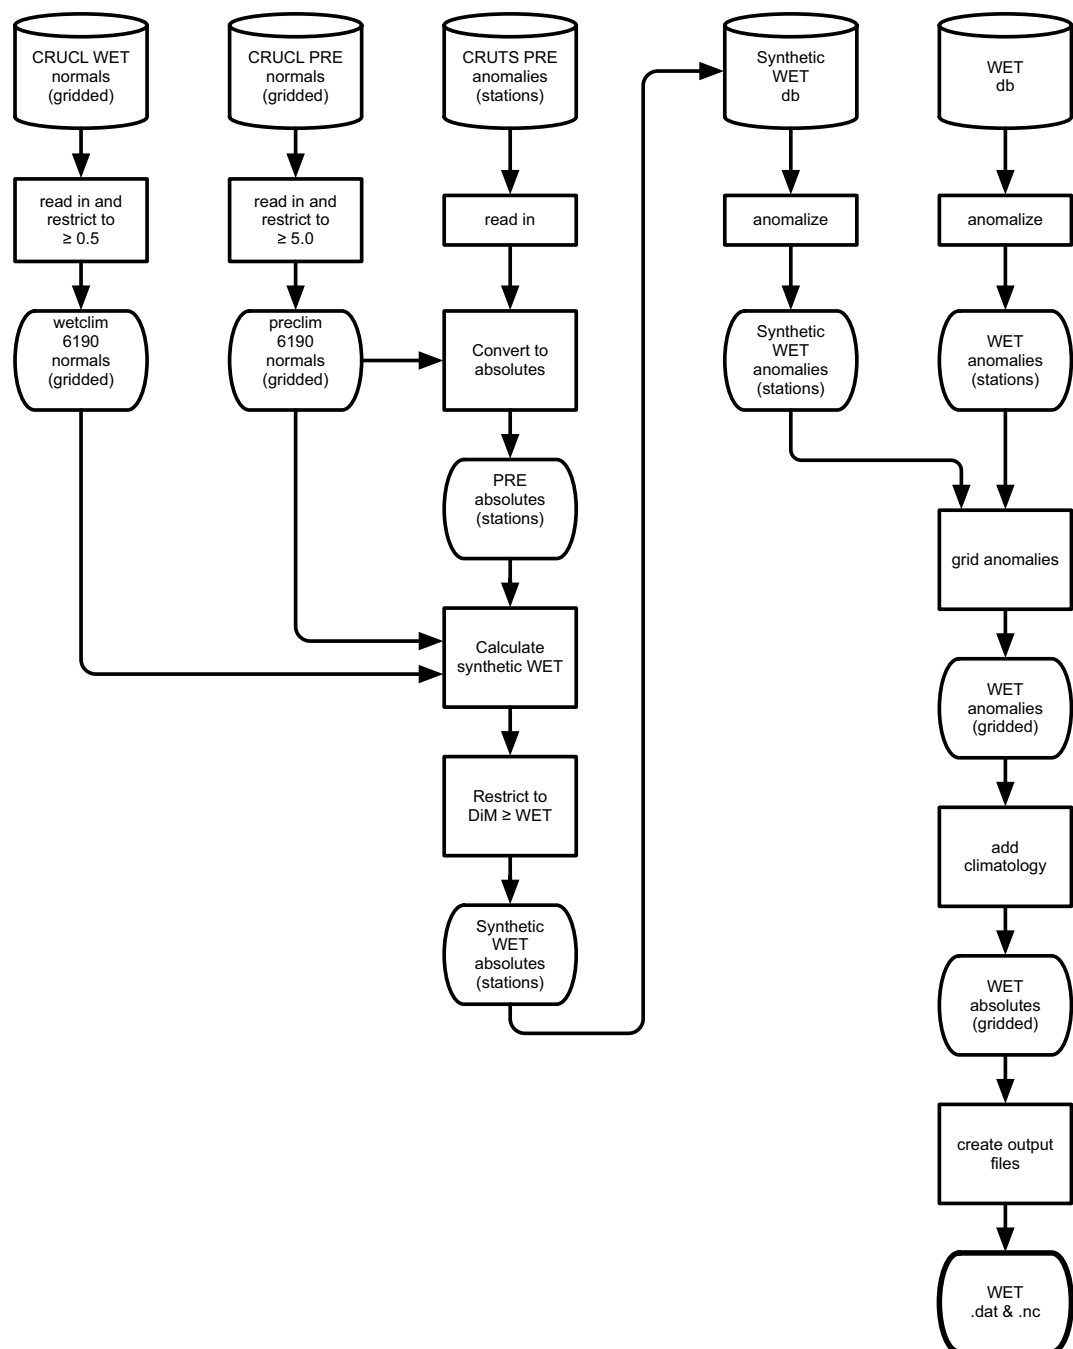 CRUCL WET
normals
(gridded)
CRUCL PRE
normals
(gridded)
CRUTS PRE
anomalies
(stations)
Synthetic
WET
db
WET
db
read in and
restrict to
≥ 0.5
read in and
restrict to
≥ 5.0
read in
anomalize
anomalize
wetclim
6190
normals
(gridded)
preclim
6190
normals
(gridded)
Convert to
absolutes
Synthetic
WET
anomalies
(stations)
WET
anomalies
(stations)
PRE
absolutes
(stations)
grid anomalies
Calculate
synthetic WET
WET
anomalies
(gridded)
Restrict to
DiM ≥ WET
add
climatology
Synthetic
WET
absolutes
(stations)
WET
absolutes
(gridded)
create output
files
WET
.dat & .nc